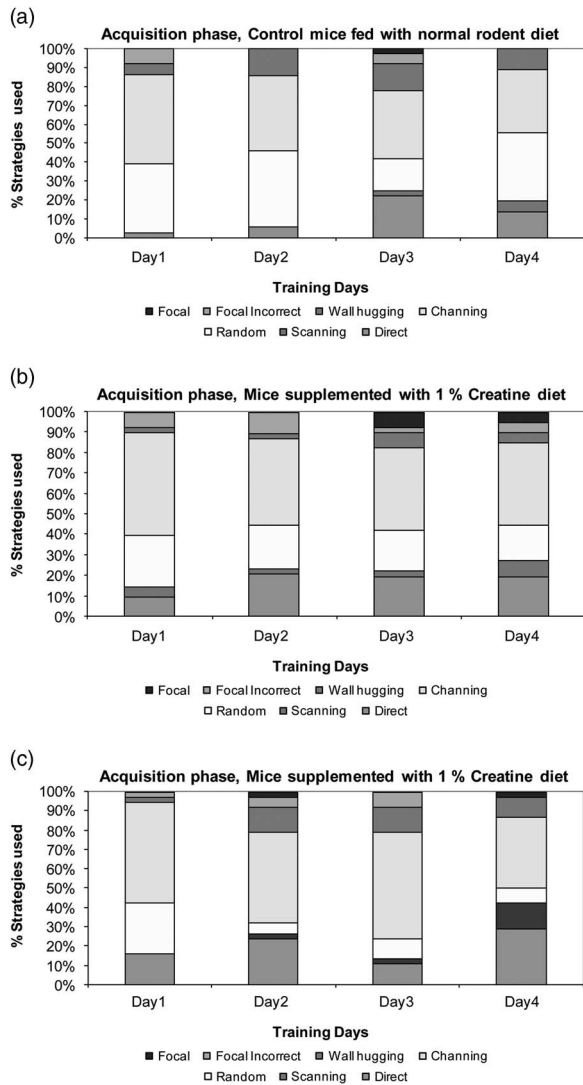 (a)
Acquisition phase, Control mice fed with normal rodent diet
100%
90%
80%
70%
60%
50%
40%
30%
20%
10%
0%
% Strategies used
Day1 Day2 Day3 Day4
Training Days
Focal Focal Incorrect Wall hugging Channing
Random Scanning Direct
(b)
Acquisition phase, Mice supplemented with 1 % Creatine diet
100%
90%
80%
70%
60%
50%
40%
30%
20%
10%
0%
% Strategies used
Day1 Day2 Day3 Day4
Training Days
Focal Focal Incorrect Wall hugging Channing
Random Scanning Direct
(c)
Acquisition phase, Mice supplemented with 1 % Creatine diet
100%
90%
80%
70%
60%
50%
40%
30%
20%
10%
0%
% Strategies used
Day1 Day2 Day3 Day4
Training Days
Focal Focal Incorrect Wall hugging Channing
Random Scanning Direct